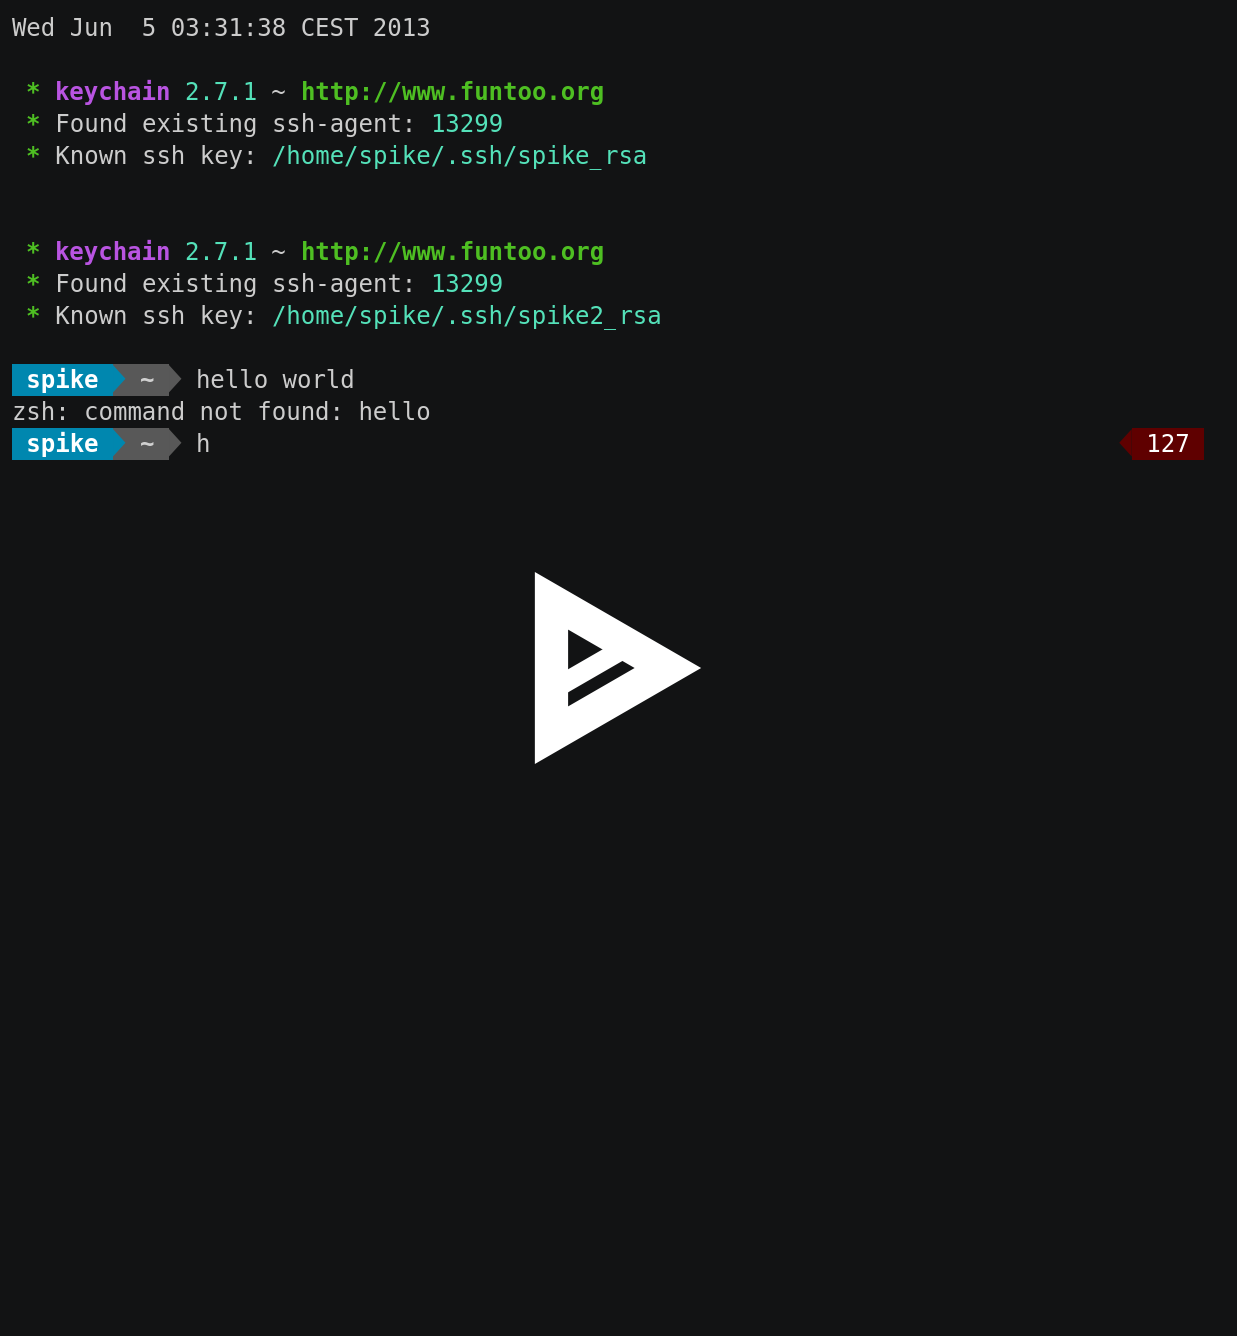 Wed Jun  5 03:31:38 CEST 2013
* keychain 2.7.1 ~ http://www.funtoo.org
* Found existing ssh-agent: 13299
* Known ssh key: /home/spike/.ssh/spike_rsa
* keychain 2.7.1 ~ http://www.funtoo.org
* Found existing ssh-agent: 13299
* Known ssh key: /home/spike/.ssh/spike2_rsa
spike ~ hello world
zsh: command not found: hello
spike ~ h 127